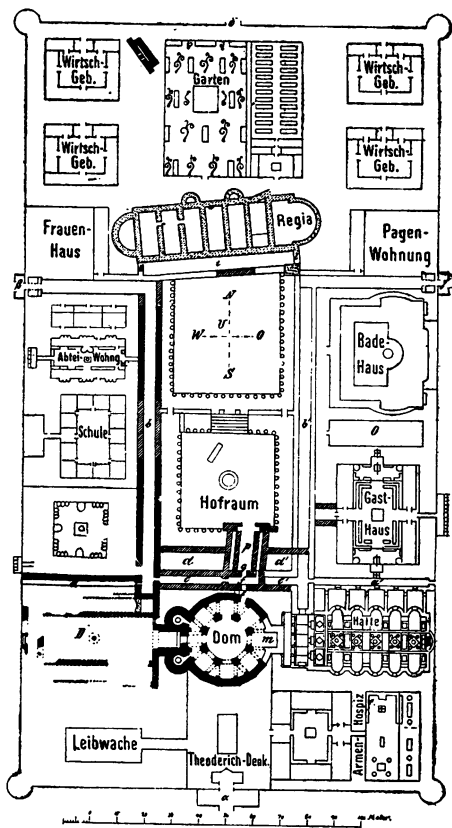 Wirtsch-
Geb.
Garten
Wirtsch-
Geb.
Wirtsch-
Geb.
Wirtsch-
Geb.
Frauen-
Haus
Regia
Pagen-
Wohnung
c
β
N
W U O
S
Abtei-Wohng
Bade
Haus
Schule
b
b'
O
Hofraum
Gast-
Haus
p
d
d'
c
c'
a
a'
D
Dom
m
Halle
Leibwache
Theoderich-Denk.
Armen-
Hospiz
a